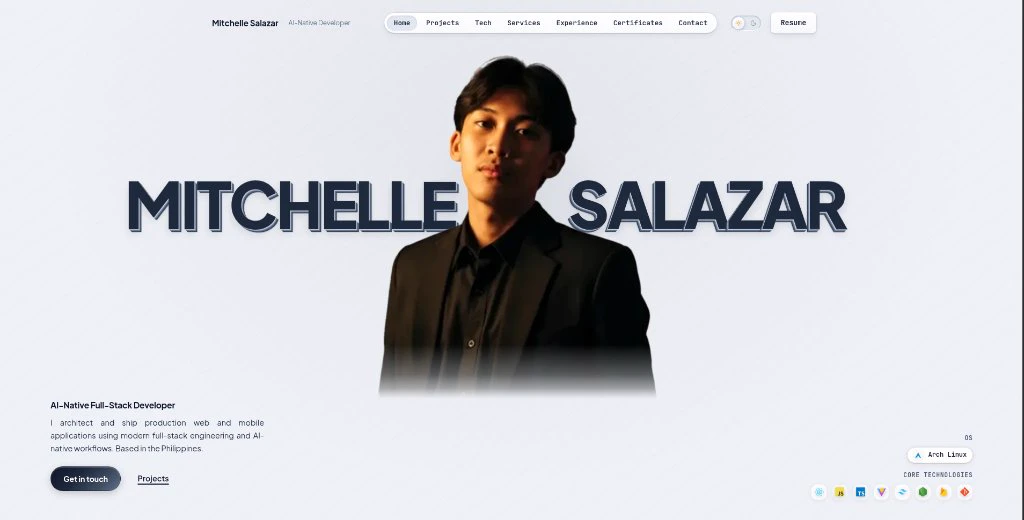 Mitchelle Salazar AI-Native Developer Home Projects Tech Services Experience Certificates Contact Resume
MITCHELLE SALAZAR
AI-Native Full-Stack Developer
I architect and ship production web and mobile
applications using modern full-stack engineering and AI-
native workflows. Based in the Philippines.
Get in touch Projects
OS
Arch Linux
CORE TECHNOLOGIES
JS TS